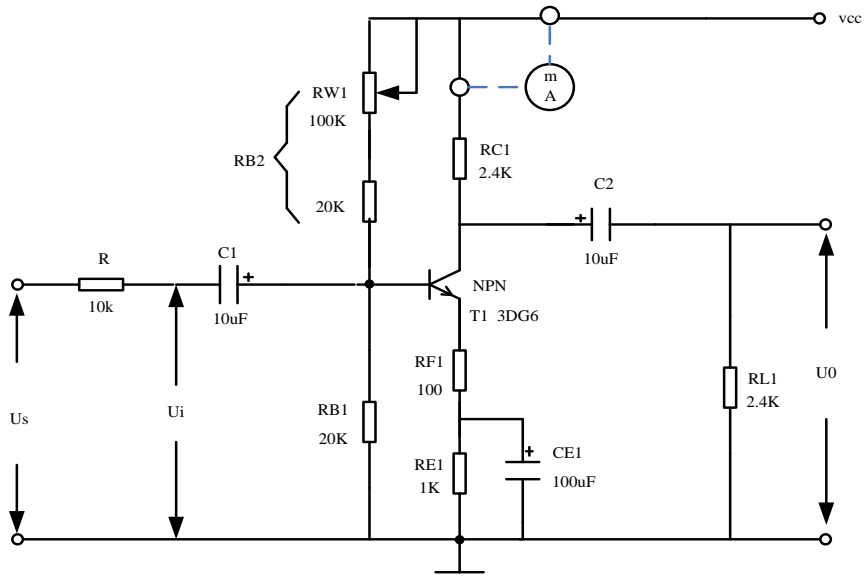 vcc
m
A
RW1
100K
RB2
RC1
2.4K
20K
C2
+
10uF
C1
+
R
10k
10uF
NPN
T1 3DG6
RF1
100
RL1
2.4K
U0
Us
Ui
RB1
20K
RE1
1K
+
CE1
100uF